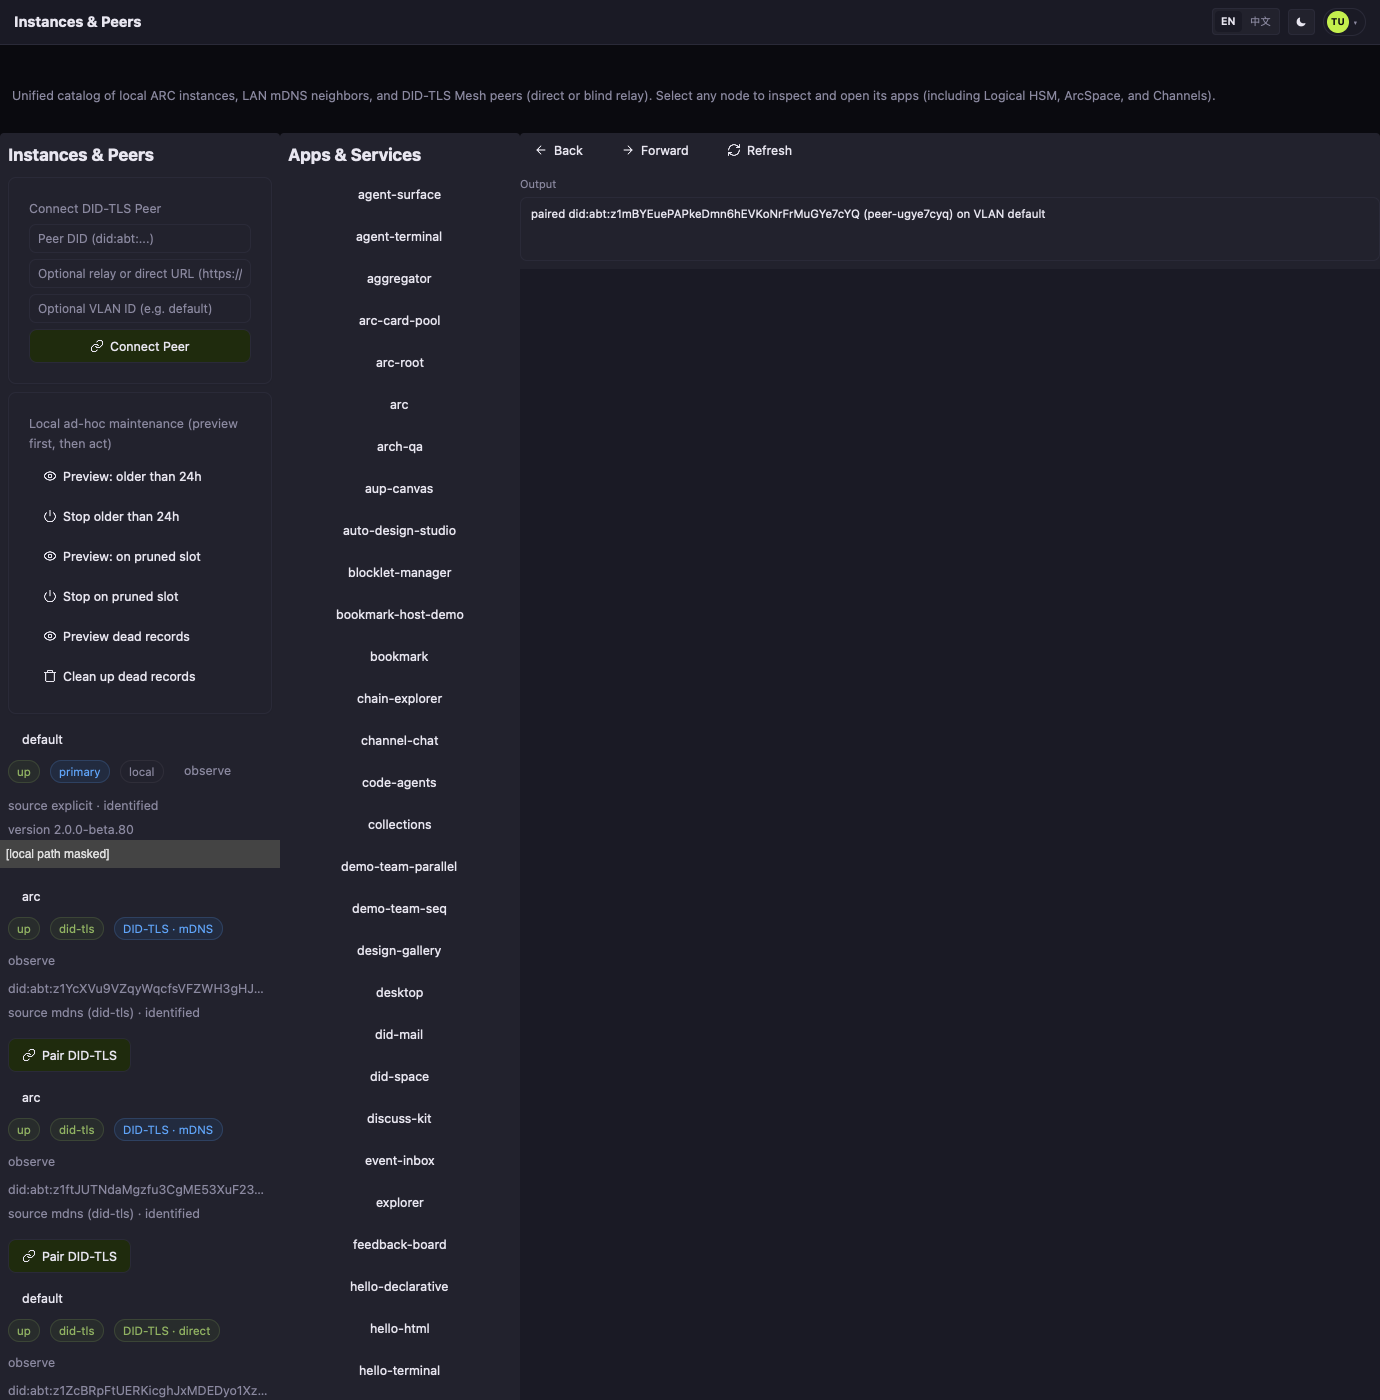 Instances & Peers
EN 中文
TU
Unified catalog of local ARC instances, LAN mDNS neighbors, and DID-TLS Mesh peers (direct or blind relay). Select any node to inspect and open its apps (including Logical HSM, ArcSpace, and Channels).
Instances & Peers
Connect DID-TLS Peer
Peer DID (did:abt:...)
Optional relay or direct URL (https://
Optional VLAN ID (e.g. default)
Connect Peer
Local ad-hoc maintenance (preview
first, then act)
Preview: older than 24h
Stop older than 24h
Preview: on pruned slot
Stop on pruned slot
Preview dead records
Clean up dead records
default
up primary local observe
source explicit · identified
version 2.0.0-beta.80
[local path masked]
arc
up did-tls DID-TLS · mDNS
observe
did:abt:z1YcXVu9VZqyWqcfsVFZWH3gHJ...
source mdns (did-tls) · identified
Pair DID-TLS
arc
up did-tls DID-TLS · mDNS
observe
did:abt:z1ftJUTNdaMgzfu3CgME53XuF23...
source mdns (did-tls) · identified
Pair DID-TLS
default
up did-tls DID-TLS · direct
observe
did:abt:z1ZcBRpFtUERKicghJxMDEDyo1Xz...
Apps & Services
agent-surface
agent-terminal
aggregator
arc-card-pool
arc-root
arc
arch-qa
aup-canvas
auto-design-studio
blocklet-manager
bookmark-host-demo
bookmark
chain-explorer
channel-chat
code-agents
collections
demo-team-parallel
demo-team-seq
design-gallery
desktop
did-mail
did-space
discuss-kit
event-inbox
explorer
feedback-board
hello-declarative
hello-html
hello-terminal
Back Forward Refresh
Output
paired did:abt:z1mBYEuePAPkeDmn6hEVKoNrFrMuGYe7cYQ (peer-ugye7cyq) on VLAN default